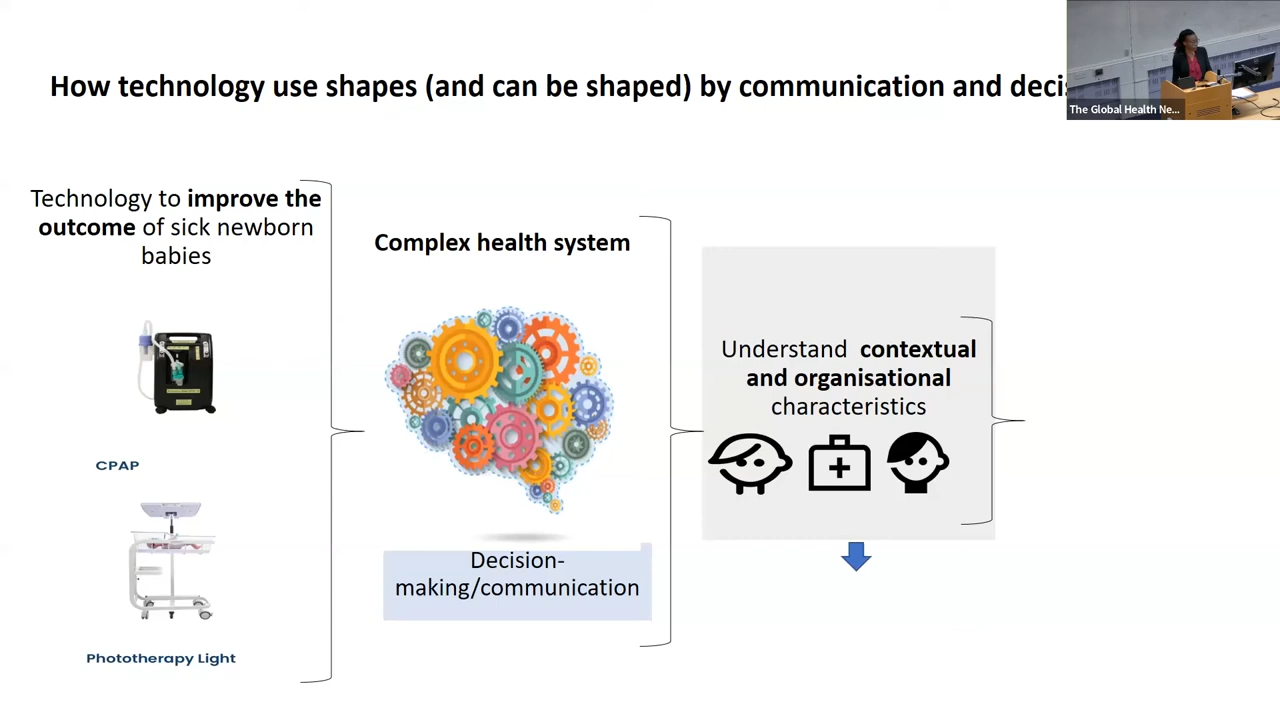 How technology use shapes (and can be shaped) by communication and deci
The Global Health Ne...
Technology to improve the
outcome of sick newborn
babies
CPAP
Phototherapy Light
Complex health system
Decision-
making/communication
Understand contextual
and organisational
characteristics